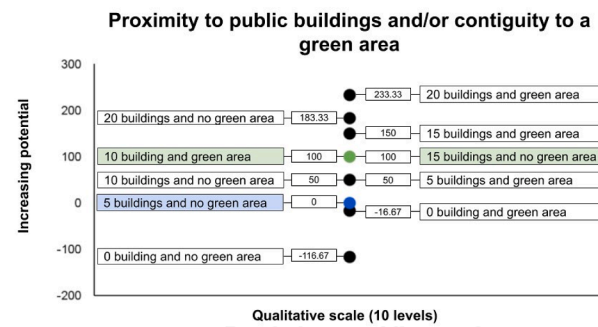 Proximity to public buildings and/or contiguity to a
green area
Increasing potential
300
200
100
0
-100
-200
233.33 20 buildings and green area
20 buildings and no green area 183.33
150 15 buildings and green area
10 building and green area 100 100 15 buildings and no green area
10 buildings and no green area 50 50 5 buildings and green area
5 buildings and no green area 0
-16.67 0 building and green area
0 building and no green area -116.67
Qualitative scale (10 levels)